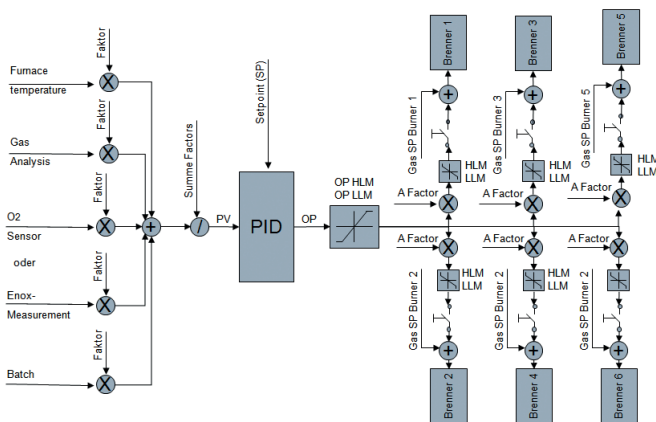 Faktor
Furnace
temperature
X
Faktor
Gas
Analysis
X
Faktor
O2
Sensor
X
oder
Faktor
Enox-
Measurement
X
Faktor
Batch
X
+
Summe Factors
/
PV
Setpoint (SP)
PID
OP
OP HLM
OP LLM
Brenner 1
+
Gas SP Burner 1
HLM
LLM
A Factor
X
Brenner 3
+
Gas SP Burner 3
HLM
LLM
A Factor
X
Brenner 5
+
Gas SP Burner 5
HLM
LLM
A Factor
X
A Factor
X
HLM
LLM
Gas SP Burner 2
+
Brenner 2
A Factor
X
HLM
LLM
Gas SP Burner 2
+
Brenner 4
A Factor
X
HLM
LLM
Gas SP Burner 2
+
Brenner 6